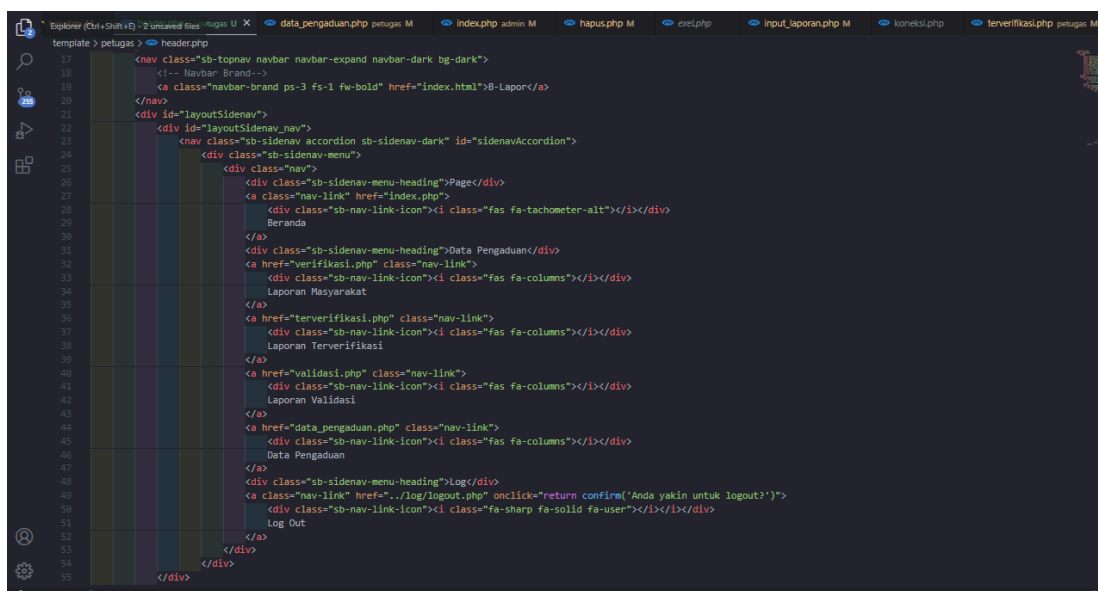 Explorer (Ctrl+Shift+E) - 2 unsaved files
tugas U
data_pengaduan.php petugas M
index.php admin M
hapus.php M
exel.php
input_laporan.php M
koneksi.php
terverifikasi.php petugas M
template > petugas > header.php
2
255
17 <nav class="sb-topnav navbar navbar-expand navbar-dark bg-dark">
18 <!-- Navbar Brand-->
19 <a class="navbar-brand ps-3 fs-1 fw-bold" href="index.html">B-Lapor</a>
20 </nav>
21 <div id="layoutSidenav">
22 <div id="layoutSidenav_nav">
23 <nav class="sb-sidenav accordion sb-sidenav-dark" id="sidenavAccordion">
24 <div class="sb-sidenav-menu">
25 <div class="nav">
26 <div class="sb-sidenav-menu-heading">Page</div>
27 <a class="nav-link" href="index.php">
28 <div class="sb-nav-link-icon"><i class="fas fa-tachometer-alt"></i></div>
29 Beranda
30 </a>
31 <div class="sb-sidenav-menu-heading">Data Pengaduan</div>
32 <a href="verifikasi.php" class="nav-link">
33 <div class="sb-nav-link-icon"><i class="fas fa-columns"></i></div>
34 Laporan Masyarakat
35 </a>
36 <a href="terverifikasi.php" class="nav-link">
37 <div class="sb-nav-link-icon"><i class="fas fa-columns"></i></div>
38 Laporan Terverifikasi
39 </a>
40 <a href="validasi.php" class="nav-link">
41 <div class="sb-nav-link-icon"><i class="fas fa-columns"></i></div>
42 Laporan Validasi
43 </a>
44 <a href="data_pengaduan.php" class="nav-link">
45 <div class="sb-nav-link-icon"><i class="fas fa-columns"></i></div>
46 Data Pengaduan
47 </a>
48 <div class="sb-sidenav-menu-heading">Log</div>
49 <a class="nav-link" href="../log/logout.php" onclick="return confirm('Anda yakin untuk logout?')">
50 <div class="sb-nav-link-icon"><i class="fa-sharp fa-solid fa-user"></i></i></div>
51 Log Out
52 </a>
53 </div>
54 </div>
55 </div>